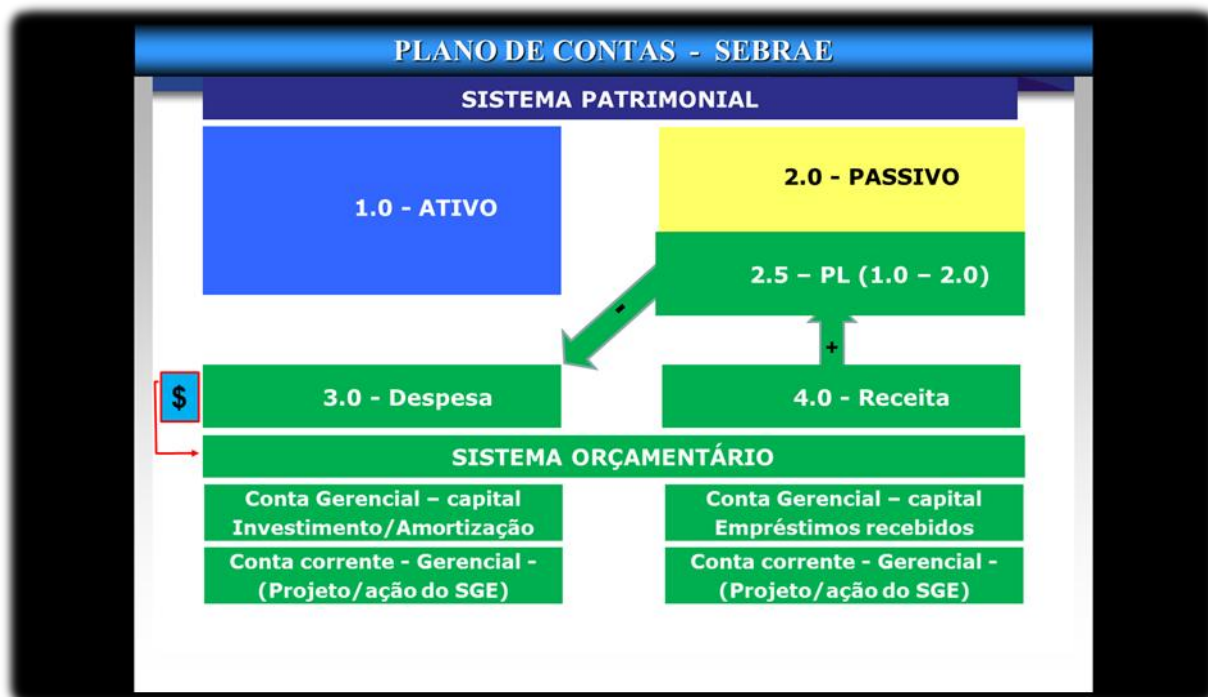 PLANO DE CONTAS - SEBRAE
SISTEMA PATRIMONIAL
1.0 - ATIVO
2.0 - PASSIVO
2.5 – PL (1.0 – 2.0)
-
+
$
3.0 - Despesa
4.0 - Receita
SISTEMA ORÇAMENTÁRIO
Conta Gerencial – capital
Investimento/Amortização
Conta Gerencial – capital
Empréstimos recebidos
Conta corrente - Gerencial -
(Projeto/ação do SGE)
Conta corrente - Gerencial -
(Projeto/ação do SGE)